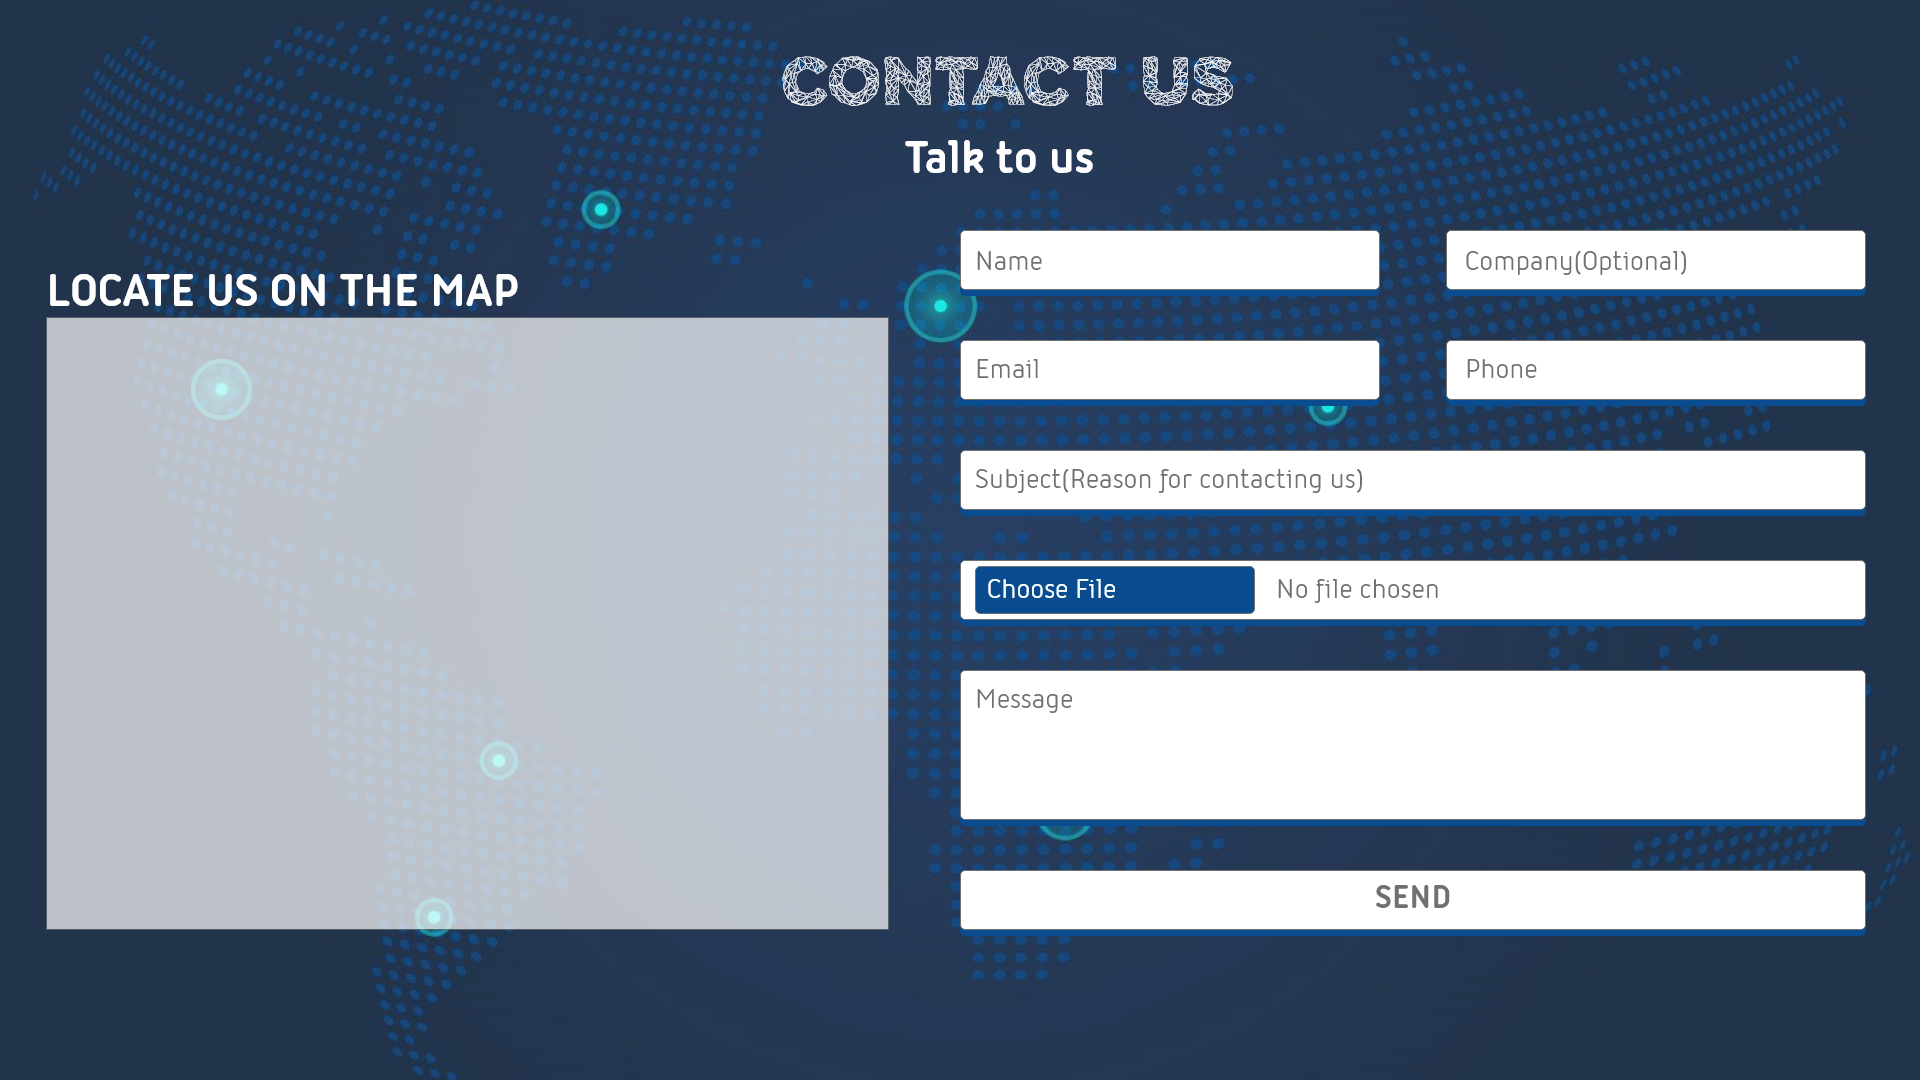 CONTACT US
Talk to us
LOCATE US ON THE MAP
Name
Company(Optional)
Email
Phone
Subject(Reason for contacting us)
Choose File
No file chosen
Message
SEND